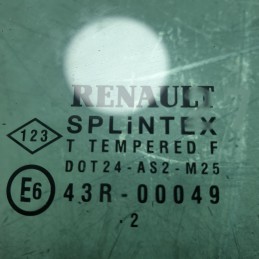 RENAULT
SPLiNTEX
123
T TEMPERED F
DOT24-AS2-M25
E6 43R-00049
2